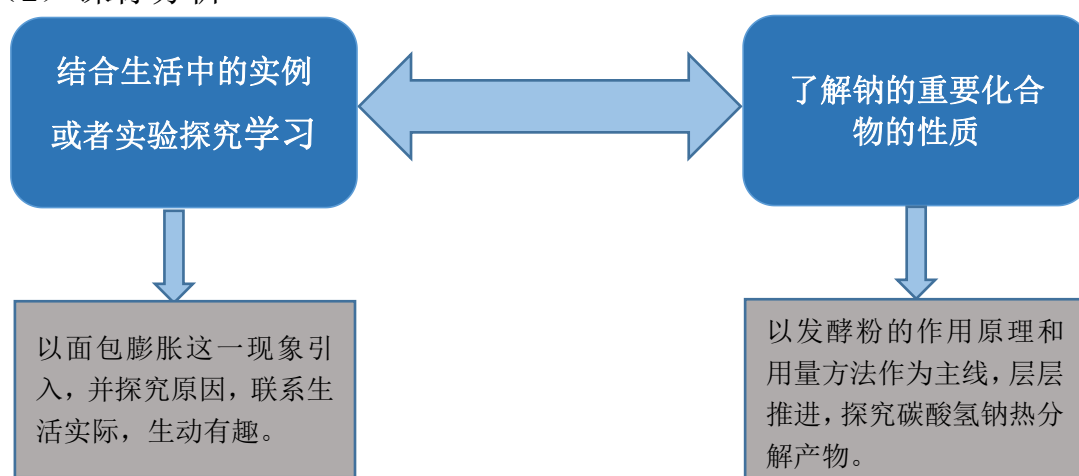 结合生活中的实例
或者实验探究学习
了解钠的重要化合
物的性质
以面包膨胀这一现象引
入，并探究原因，联系生
活实际，生动有趣。
以发酵粉的作用原理和
用量方法作为主线，层层
推进，探究碳酸氢钠热分
解产物。